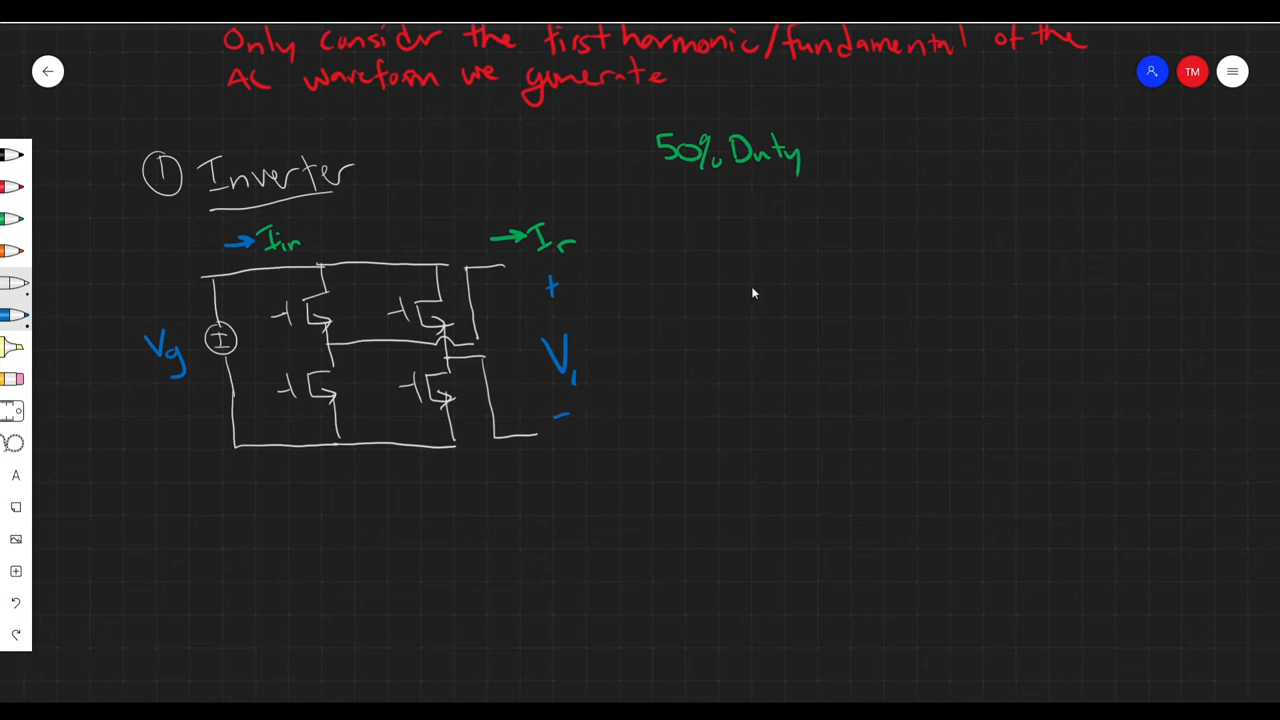 Only consider the first harmonic/fundamental of the
AC waveform we generate
TM
50% Duty
① Inverter
→ Iin
→ Ir
+
Vg
V1
-
A